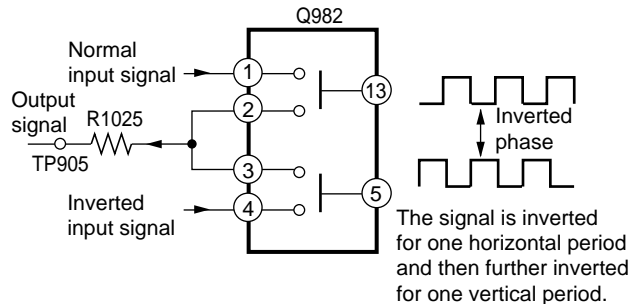 Q982
Normal
input signal
1
2
13
Output
signal
R1025
TP905
3
5
Inverted
input signal
4
Inverted
phase
The signal is inverted
for one horizontal period
and then further inverted
for one vertical period.